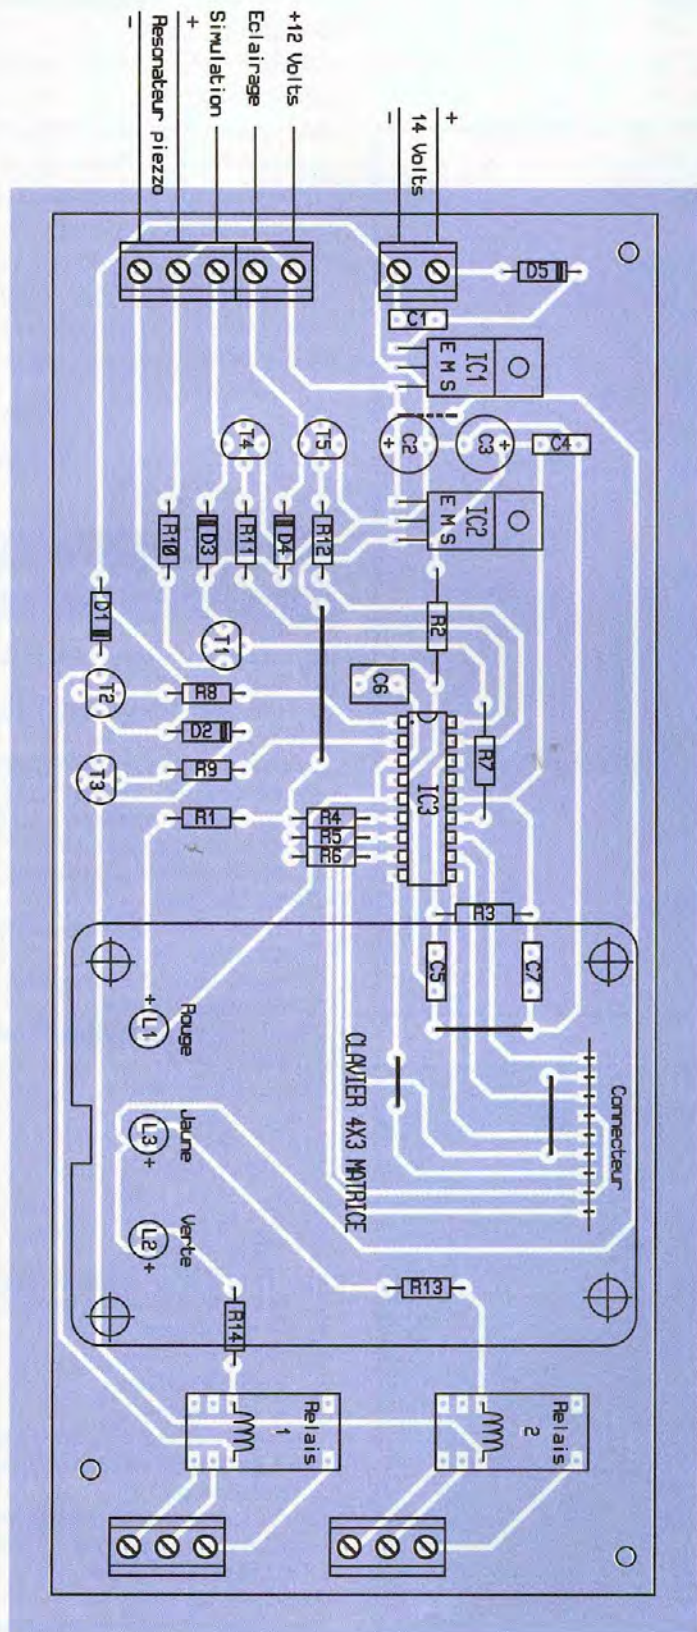 +12 Volts
Eclairage
Simulation
+
Resonateur piezzo
-
+
14 Volts
-
D5
C1
E M S
IC1
C2
+
C3
+
C4
T4
T5
E M S
IC2
R10
D3
R11
D4
R12
D1
T1
R2
T2
R8
C6
D2
T3
R9
R7
IC3
R1
R4
R5
R6
R3
C5
C7
Rouge
+
L1
CLAVIER 4X3 MATRICE
Connecteur
Jaune
L3
+
Verte
L2
+
R13
R14
Relais
1
Relais
2